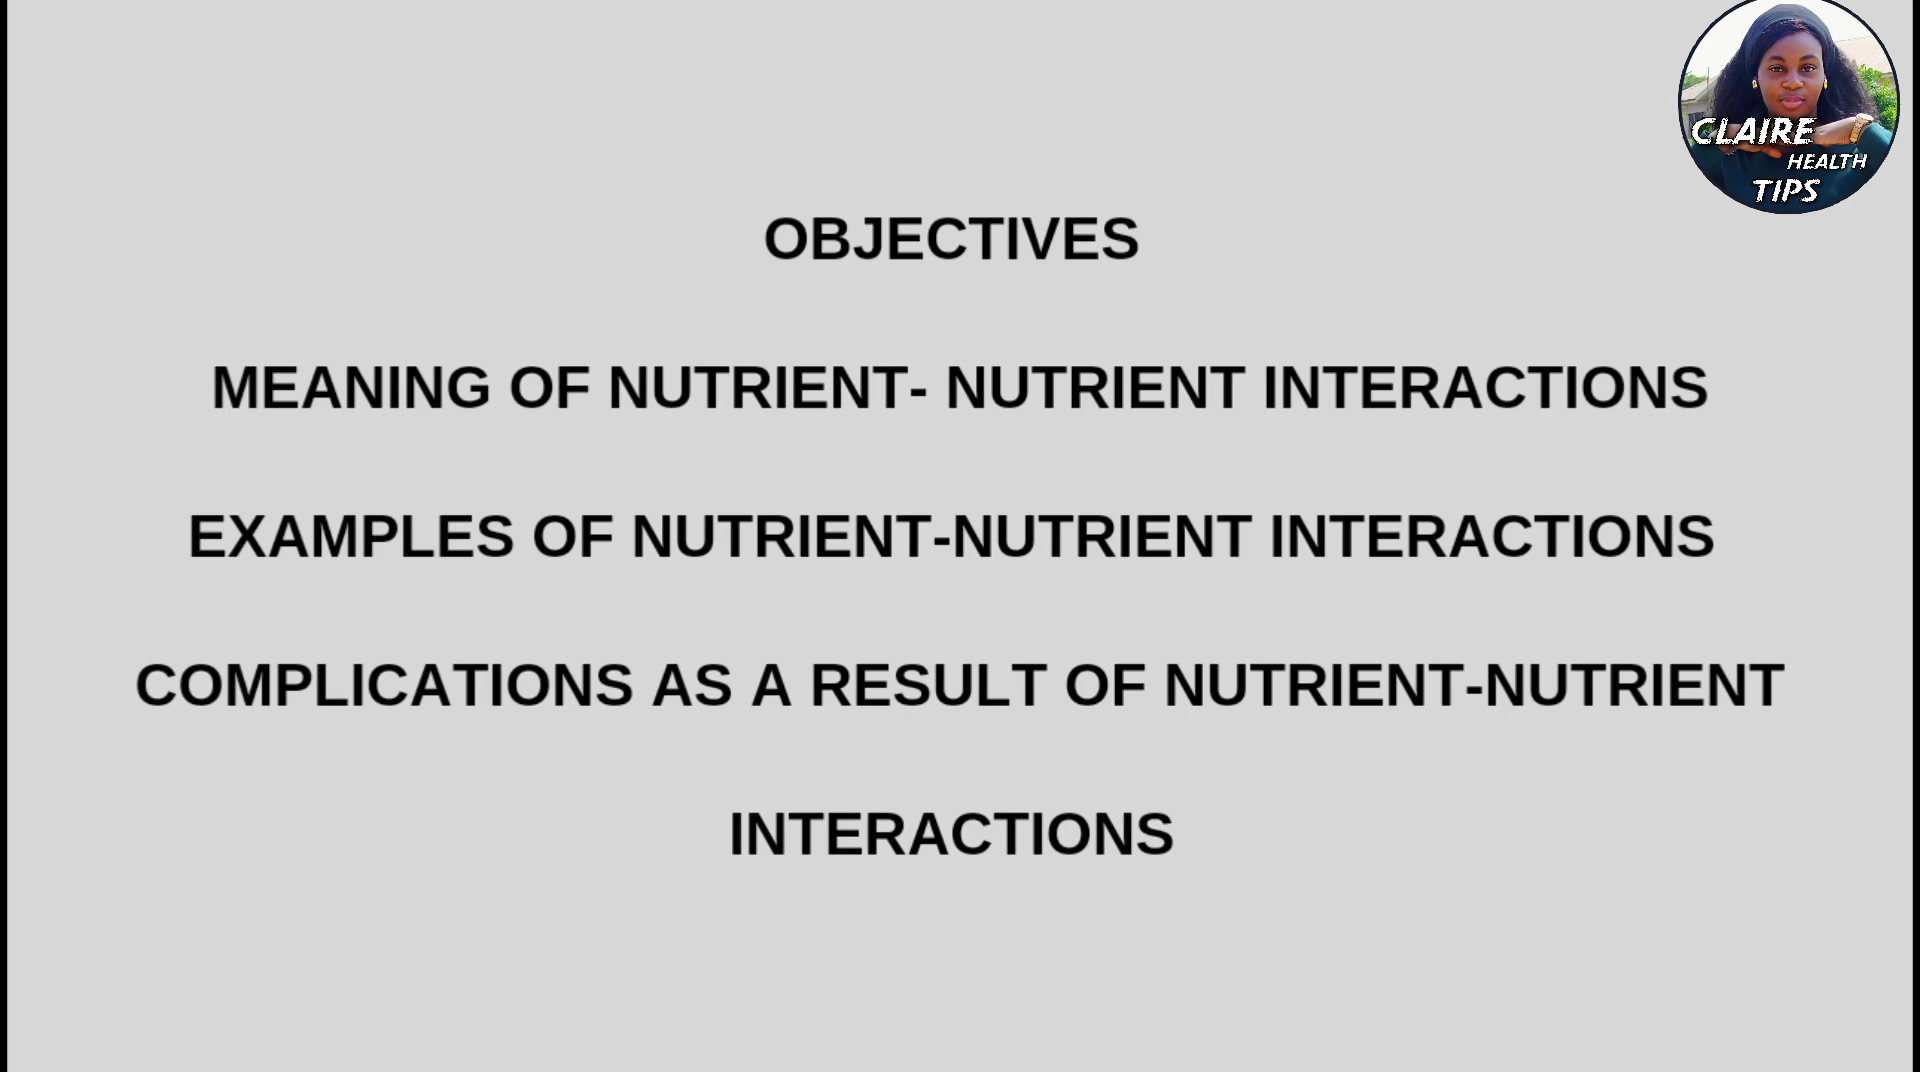 CLAIRE
HEALTH
TIPS
OBJECTIVES
MEANING OF NUTRIENT- NUTRIENT INTERACTIONS
EXAMPLES OF NUTRIENT-NUTRIENT INTERACTIONS
COMPLICATIONS AS A RESULT OF NUTRIENT-NUTRIENT
INTERACTIONS